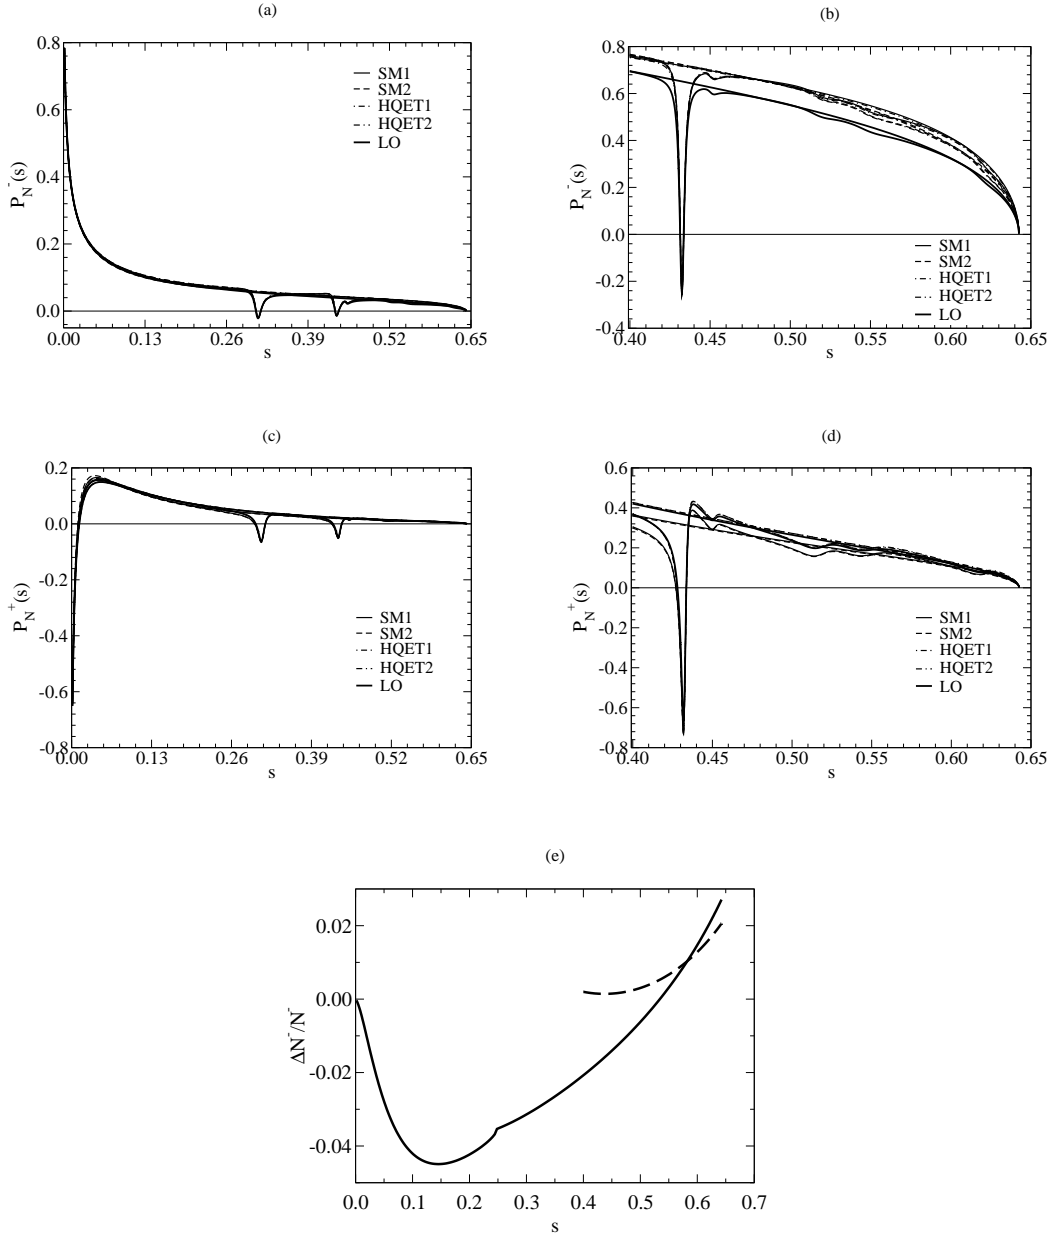 (a)
0.8
0.6
0.4
0.2
0.0
P_N^-(s)
SM1
SM2
HQET1
HQET2
LO
0.00 0.13 0.26 0.39 0.52 0.65
s
(b)
0.8
0.6
0.4
0.2
0.0
-0.2
-0.4
P_N^-(s)
SM1
SM2
HQET1
HQET2
LO
0.40 0.45 0.50 0.55 0.60 0.65
s
(c)
0.2
0.0
-0.2
-0.4
-0.6
-0.8
P_N^+(s)
SM1
SM2
HQET1
HQET2
LO
0.00 0.13 0.26 0.39 0.52 0.65
s
(d)
0.6
0.4
0.2
0.0
-0.2
-0.4
-0.6
-0.8
P_N^+(s)
SM1
SM2
HQET1
HQET2
LO
0.40 0.45 0.50 0.55 0.60 0.65
s
(e)
0.02
0.00
-0.02
-0.04
ΔN^-/N^-
0.0 0.1 0.2 0.3 0.4 0.5 0.6 0.7
s